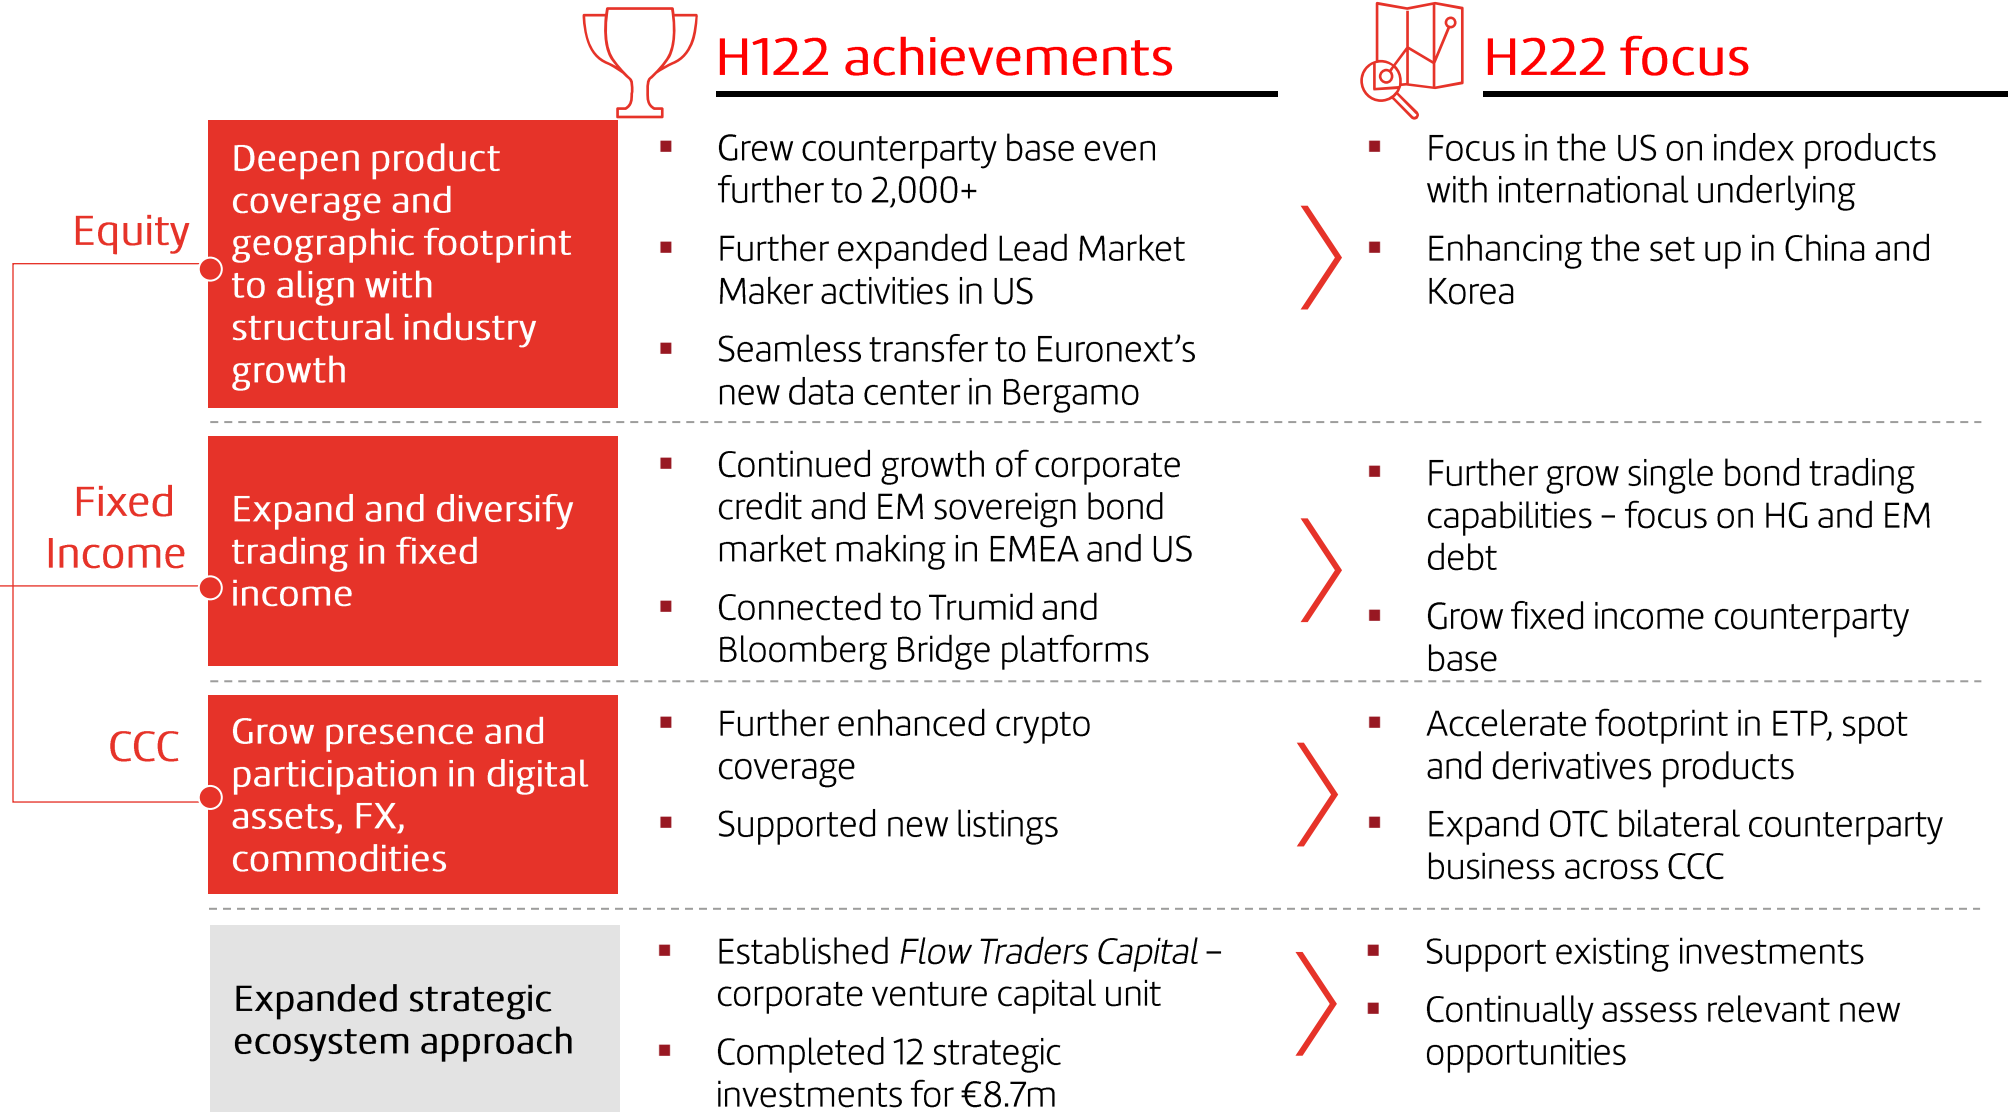 H122 achievements
H222 focus
Equity
Deepen product
coverage and
geographic footprint
to align with
structural industry
growth
Grew counterparty base even
further to 2,000+
Further expanded Lead Market
Maker activities in US
Seamless transfer to Euronext’s
new data center in Bergamo
Focus in the US on index products
with international underlying
Enhancing the set up in China and
Korea
Fixed
Income
Expand and diversify
trading in fixed
income
Continued growth of corporate
credit and EM sovereign bond
market making in EMEA and US
Connected to Trumid and
Bloomberg Bridge platforms
Further grow single bond trading
capabilities – focus on HG and EM
debt
Grow fixed income counterparty
base
CCC
Grow presence and
participation in digital
assets, FX,
commodities
Further enhanced crypto
coverage
Supported new listings
Accelerate footprint in ETP, spot
and derivatives products
Expand OTC bilateral counterparty
business across CCC
Expanded strategic
ecosystem approach
Established Flow Traders Capital –
corporate venture capital unit
Completed 12 strategic
investments for €8.7m
Support existing investments
Continually assess relevant new
opportunities